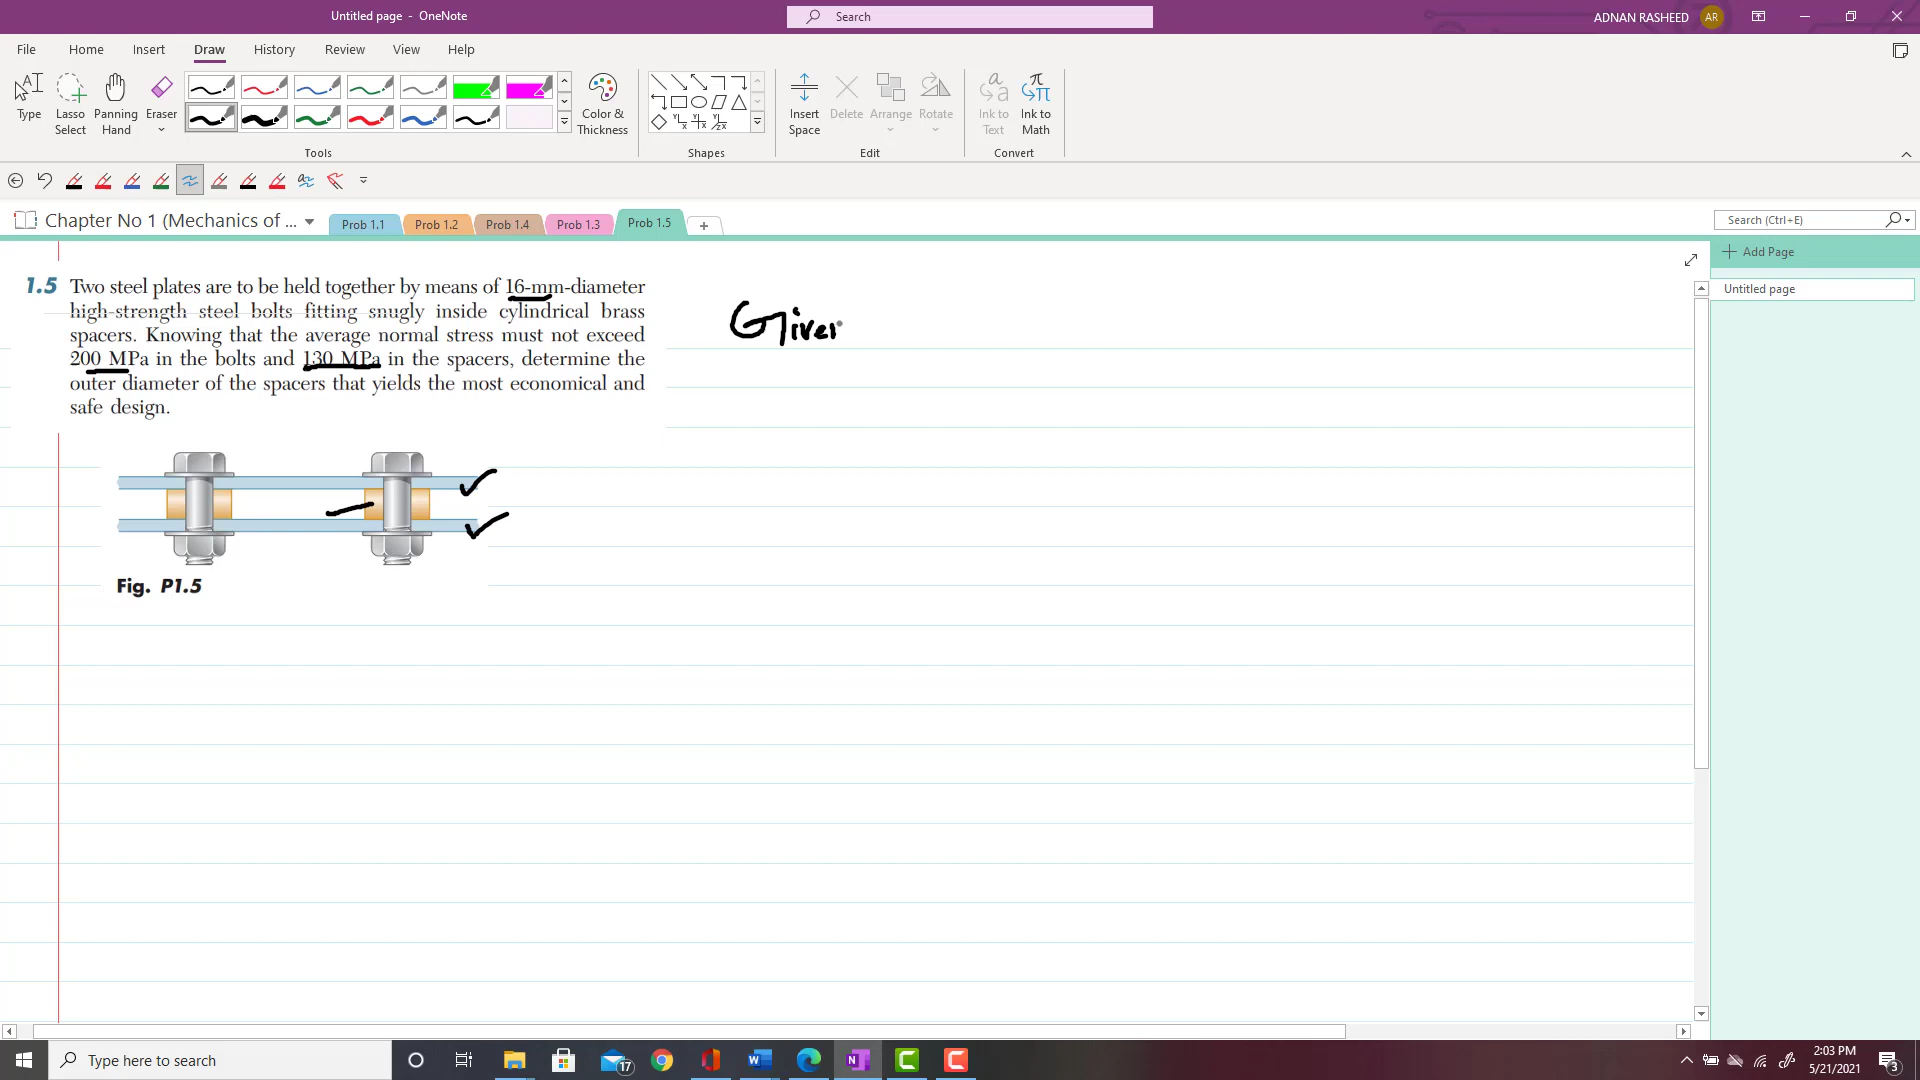 Untitled page - OneNote
Search
ADNAN RASHEED
AR
File Home Insert Draw History Review View Help
Type
Lasso Select
Panning Hand
Eraser
Color & Thickness
Insert Space
Delete
Arrange
Rotate
Ink to Text
Ink to Math
Tools
Shapes
Edit
Convert
Chapter No 1 (Mechanics of ...
Prob 1.1
Prob 1.2
Prob 1.4
Prob 1.3
Prob 1.5
Search (Ctrl+E)
Add Page
Untitled page
1.5 Two steel plates are to be held together by means of 16-mm-diameter
high-strength steel bolts fitting snugly inside cylindrical brass
spacers. Knowing that the average normal stress must not exceed
200 MPa in the bolts and 130 MPa in the spacers, determine the
outer diameter of the spacers that yields the most economical and
safe design.
Giver
Fig. P1.5
Type here to search
17
2:03 PM
5/21/2021
3